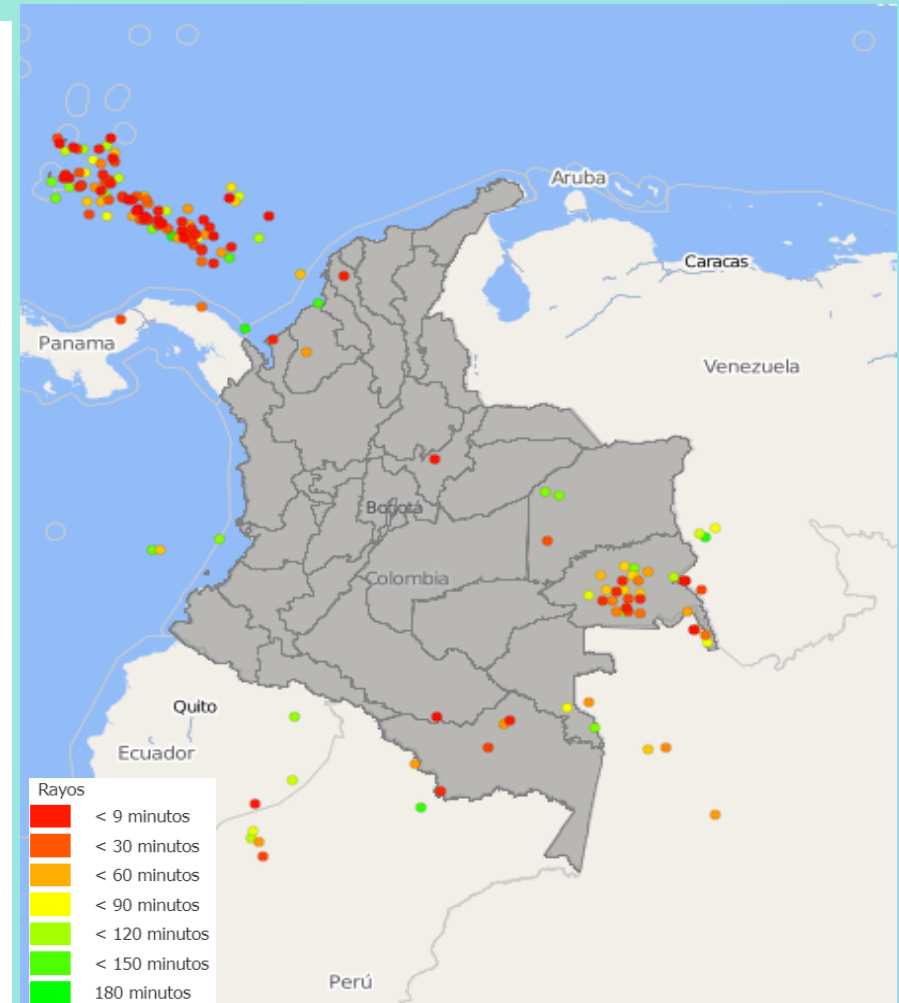 Aruba
Caracas
Panama
Venezuela
Bogotá
Colombia
Quito
Ecuador
Rayos
< 9 minutos
< 30 minutos
< 60 minutos
< 90 minutos
< 120 minutos
< 150 minutos
180 minutos
Perú